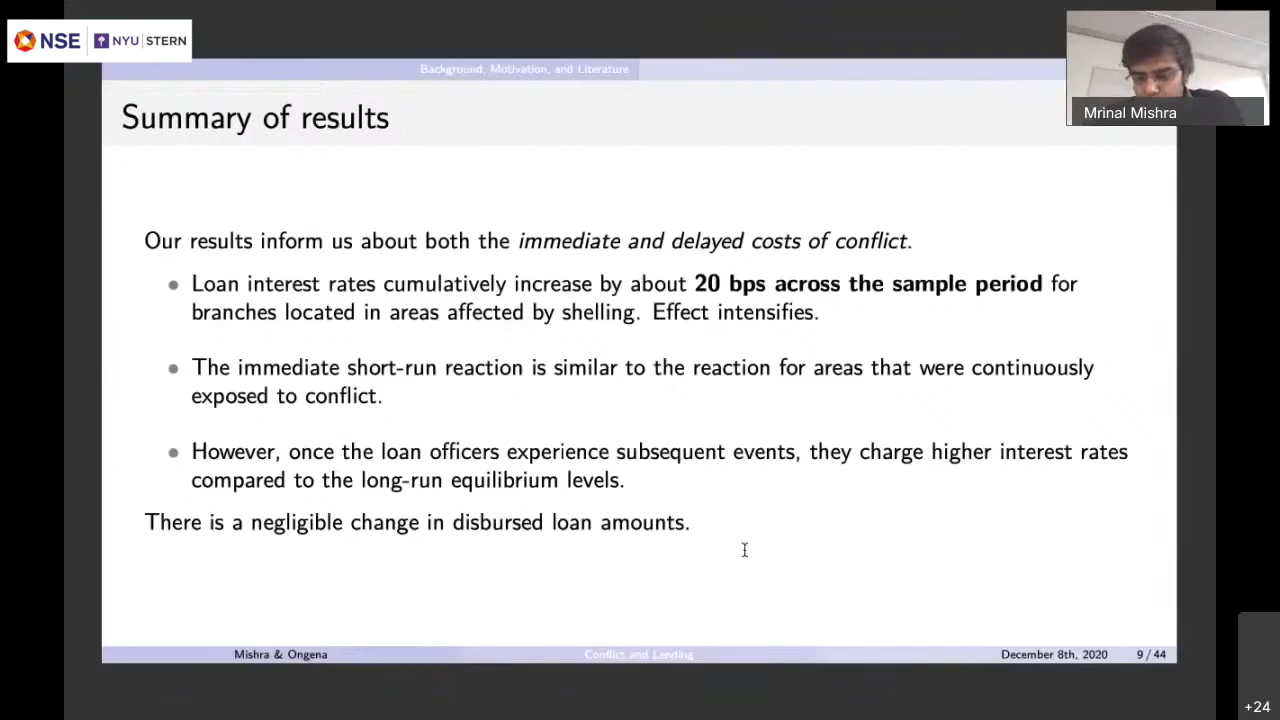 NSE NYU STERN
Background, Motivation, and Literature
Summary of results
Mrinal Mishra
Our results inform us about both the immediate and delayed costs of conflict.
Loan interest rates cumulatively increase by about 20 bps across the sample period for
branches located in areas affected by shelling. Effect intensifies.
The immediate short-run reaction is similar to the reaction for areas that were continuously
exposed to conflict.
However, once the loan officers experience subsequent events, they charge higher interest rates
compared to the long-run equilibrium levels.
There is a negligible change in disbursed loan amounts.
Mishra & Ongena Conflict and Lending December 8th, 2020 9 / 44
+24